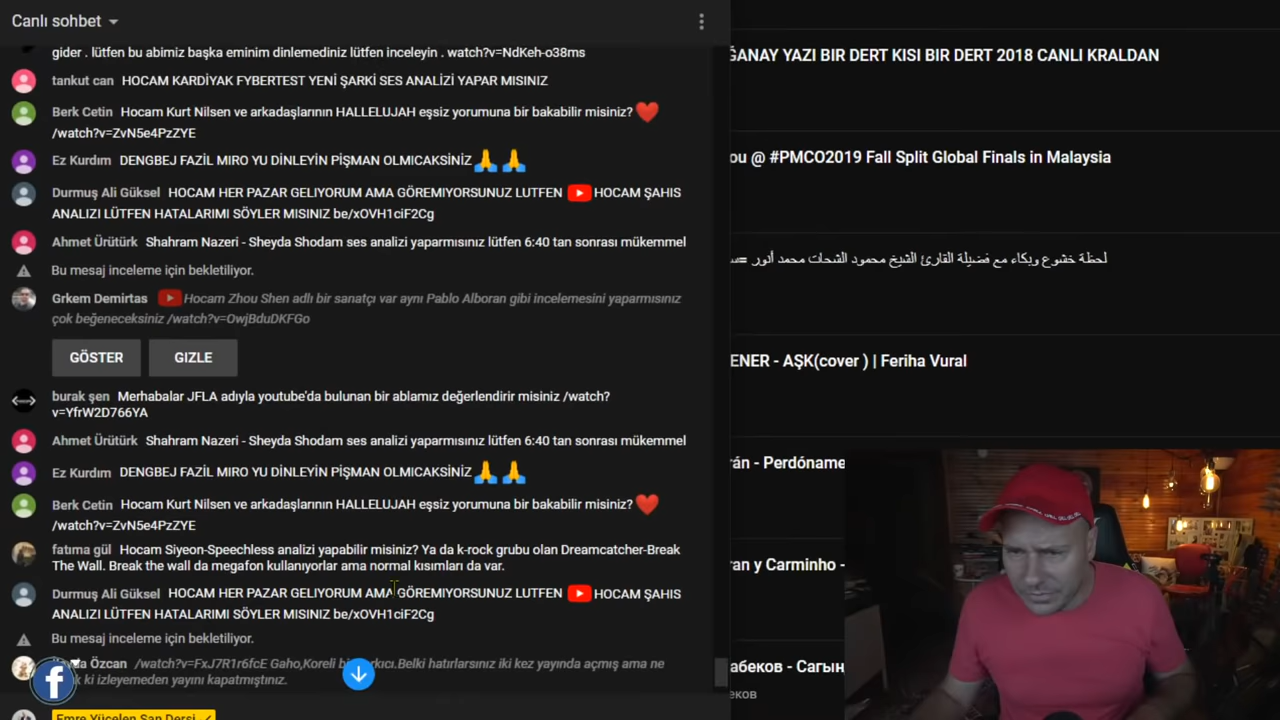 Canlı sohbet
gider . lütfen bu abimiz başka eminim dinlemediniz lütfen inceleyin . watch?v=NdKeh-o38ms
tankut can HOCAM KARDİYAK FYBERTEST YENİ ŞARKİ SES ANALİZİ YAPAR MISINIZ
Berk Cetin Hocam Kurt Nilsen ve arkadaşlarının HALLELUJAH eşsiz yorumuna bir bakabilir misiniz? ❤️
/watch?v=ZvN5e4PzZYE
Ez Kurdım DENGBEJ FAZİL MIRO YU DİNLEYİN PİŞMAN OLMICAKSİNİZ 🙏 🙏
Durmuş Ali Güksel HOCAM HER PAZAR GELIYORUM AMA GÖREMIYORSUNUZ LUTFEN HOCAM ŞAHIS
ANALIZI LÜTFEN HATALARIMI SÖYLER MISINIZ be/xOVH1ciF2Cg
Ahmet Ürütürk Shahram Nazeri - Sheyda Shodam ses analizi yaparmısınız lütfen 6:40 tan sonrası mükemmel
Bu mesaj inceleme için bekletiliyor.
Grkem Demirtas Hocam Zhou Shen adlı bir sanatçı var aynı Pablo Alboran gibi incelemesini yaparmısınız
çok beğeneceksiniz /watch?v=OwjBduDKFGo
GÖSTER GIZLE
burak şen Merhabalar JFLA adıyla youtube'da bulunan bir ablamız değerlendirir misiniz /watch?
v=YfrW2D766YA
Ahmet Ürütürk Shahram Nazeri - Sheyda Shodam ses analizi yaparmısınız lütfen 6:40 tan sonrası mükemmel
Ez Kurdım DENGBEJ FAZİL MIRO YU DİNLEYİN PİŞMAN OLMICAKSİNİZ 🙏 🙏
Berk Cetin Hocam Kurt Nilsen ve arkadaşlarının HALLELUJAH eşsiz yorumuna bir bakabilir misiniz? ❤️
/watch?v=ZvN5e4PzZYE
fatıma gül Hocam Siyeon-Speechless analizi yapabilir misiniz? Ya da k-rock grubu olan Dreamcatcher-Break
The Wall. Break the wall da megafon kullanıyorlar ama normal kısımları da var.
Durmuş Ali Güksel HOCAM HER PAZAR GELIYORUM AMA GÖREMIYORSUNUZ LUTFEN HOCAM ŞAHIS
ANALIZI LÜTFEN HATALARIMI SÖYLER MISINIZ be/xOVH1ciF2Cg
Bu mesaj inceleme için bekletiliyor.
Özcan /watch?v=FxJ7R1r6fcE Gaho,Koreli Belki hatırlarsınız iki kez yayında açmış ama ne
ki izleyemeden yayını kapatmıştınız.
Emre Yücelen Şan Dersi
ĞANAY YAZI BIR DERT KISI BIR DERT 2018 CANLI KRALDAN
ou @ #PMCO2019 Fall Split Global Finals in Malaysia
لحظة خشوع وبكاء مع فضيلة القارئ الشيخ محمود الشحات محمد أنور
ENER - AŞK(cover ) | Feriha Vural
rán - Perdóname
ran y Carminho -
абеков - Сағын
беков